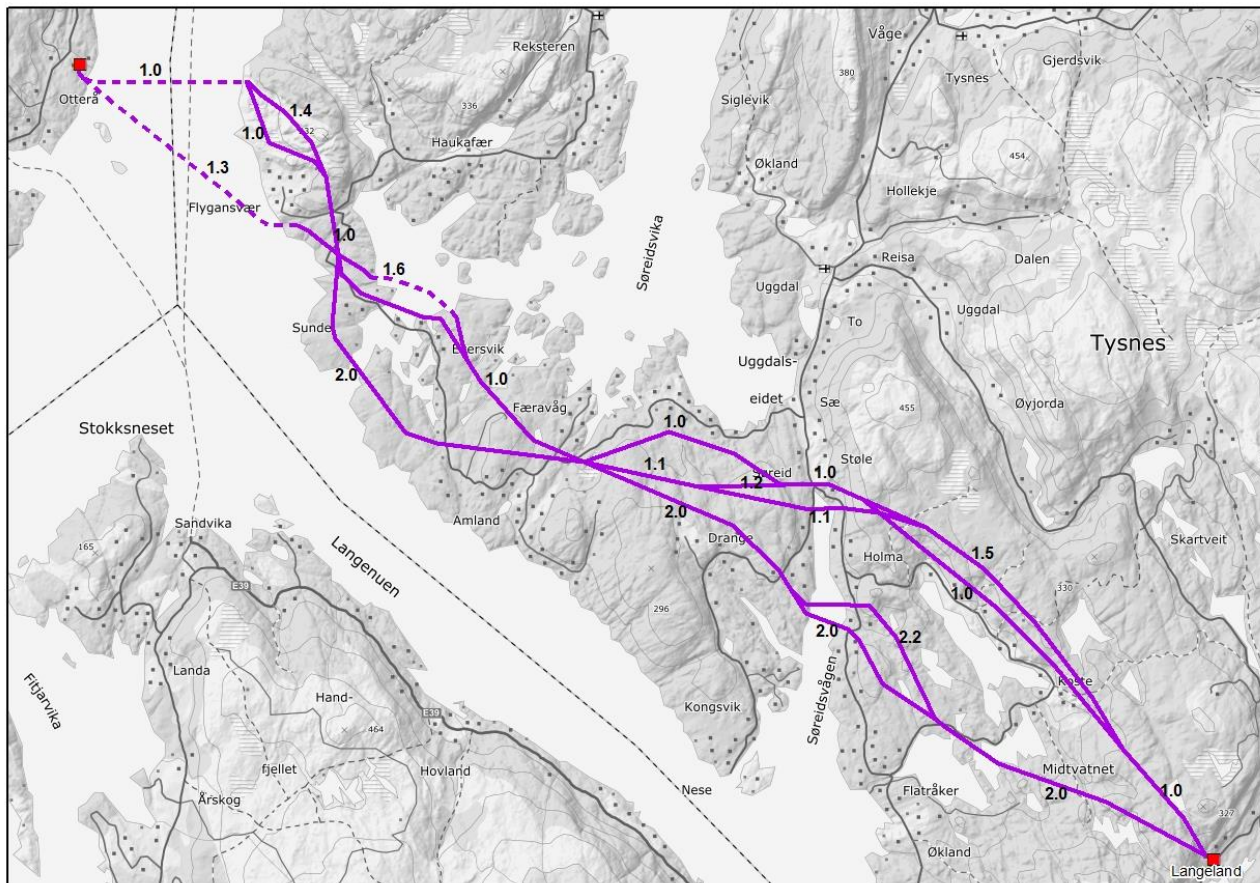 Våge
Reksteren
Gjerdsvik
380
Tysnes
1.0
Otterå
Siglevik
336
1.4
32
1.0
Haukafær
454
Økland
1.3
Hollekje
Flygansvær
1.0
Søreidsvika
Reisa
Dalen
1.6
Uggdal
Uggdal
Sunde
To
Tysnes
Uggdals-
2.0
1.0
eidet
Sæ
455
Øyjorda
Færavåg
Stokksneset
1.0
Støle
1.1
Søreid
1.0
1.2
2.0
1.1
Amland
Sandvika
Drange
Skartveit
165
Holma
1.5
Langenuen
E39
330
1.0
296
2.0
2.2
Landa
Fitjarvika
Hand-
Koste
Søreidsvågen
Kongsvik
E39
464
fjellet
Hovland
Midtvatnet
Nese
Flatråker
2.0
1.0
Årskog
327
Økland
Langeland